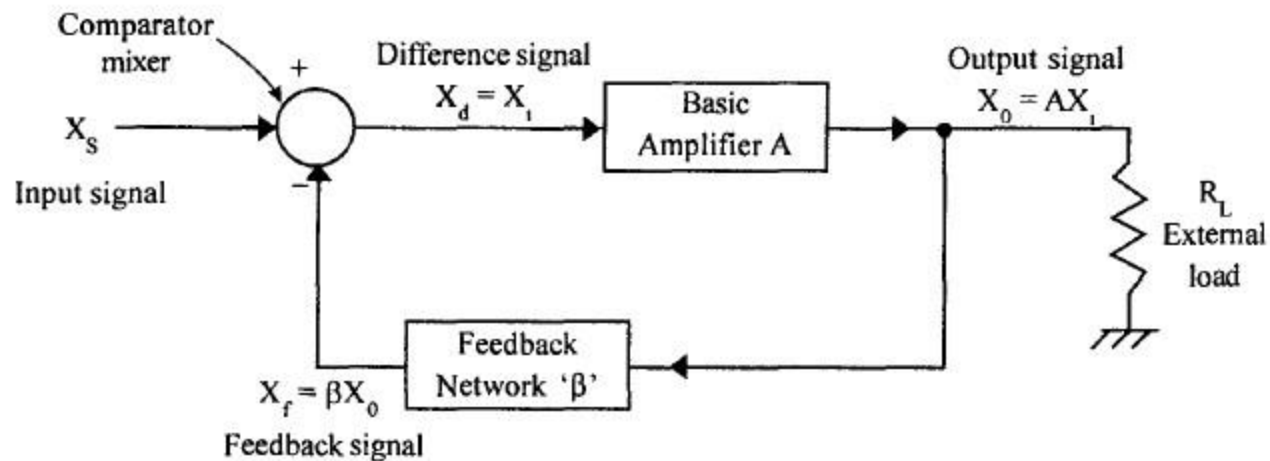 Comparator
mixer
+
Difference signal
X_d = X_i
Basic
Amplifier A
Output signal
X_0 = AX_i
X_S
Input signal
−
R_L
External
load
Feedback
Network ‘β’
X_f = βX_0
Feedback signal